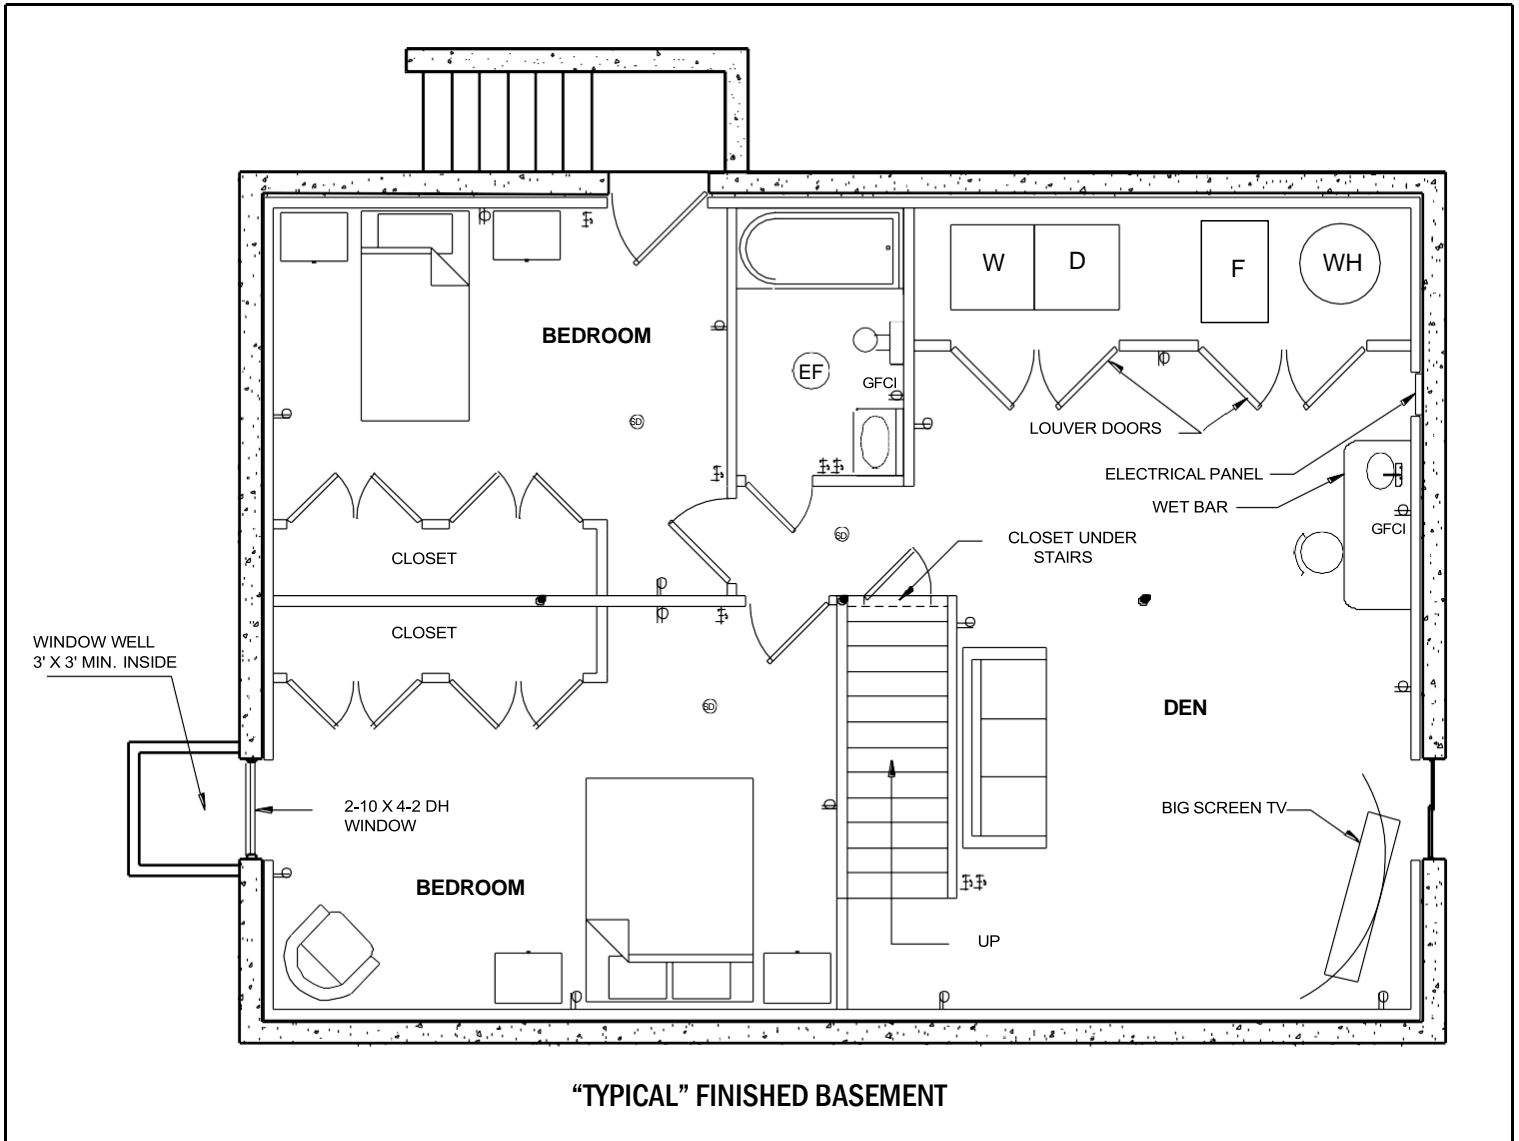 W
D
F
WH
BEDROOM
EF
GFCI
SD
LOUVER DOORS
ELECTRICAL PANEL
WET BAR
GFCI
SD
CLOSET UNDER
STAIRS
CLOSET
CLOSET
WINDOW WELL
3' X 3' MIN. INSIDE
SD
DEN
2-10 X 4-2 DH
WINDOW
BIG SCREEN TV
BEDROOM
UP
“TYPICAL” FINISHED BASEMENT